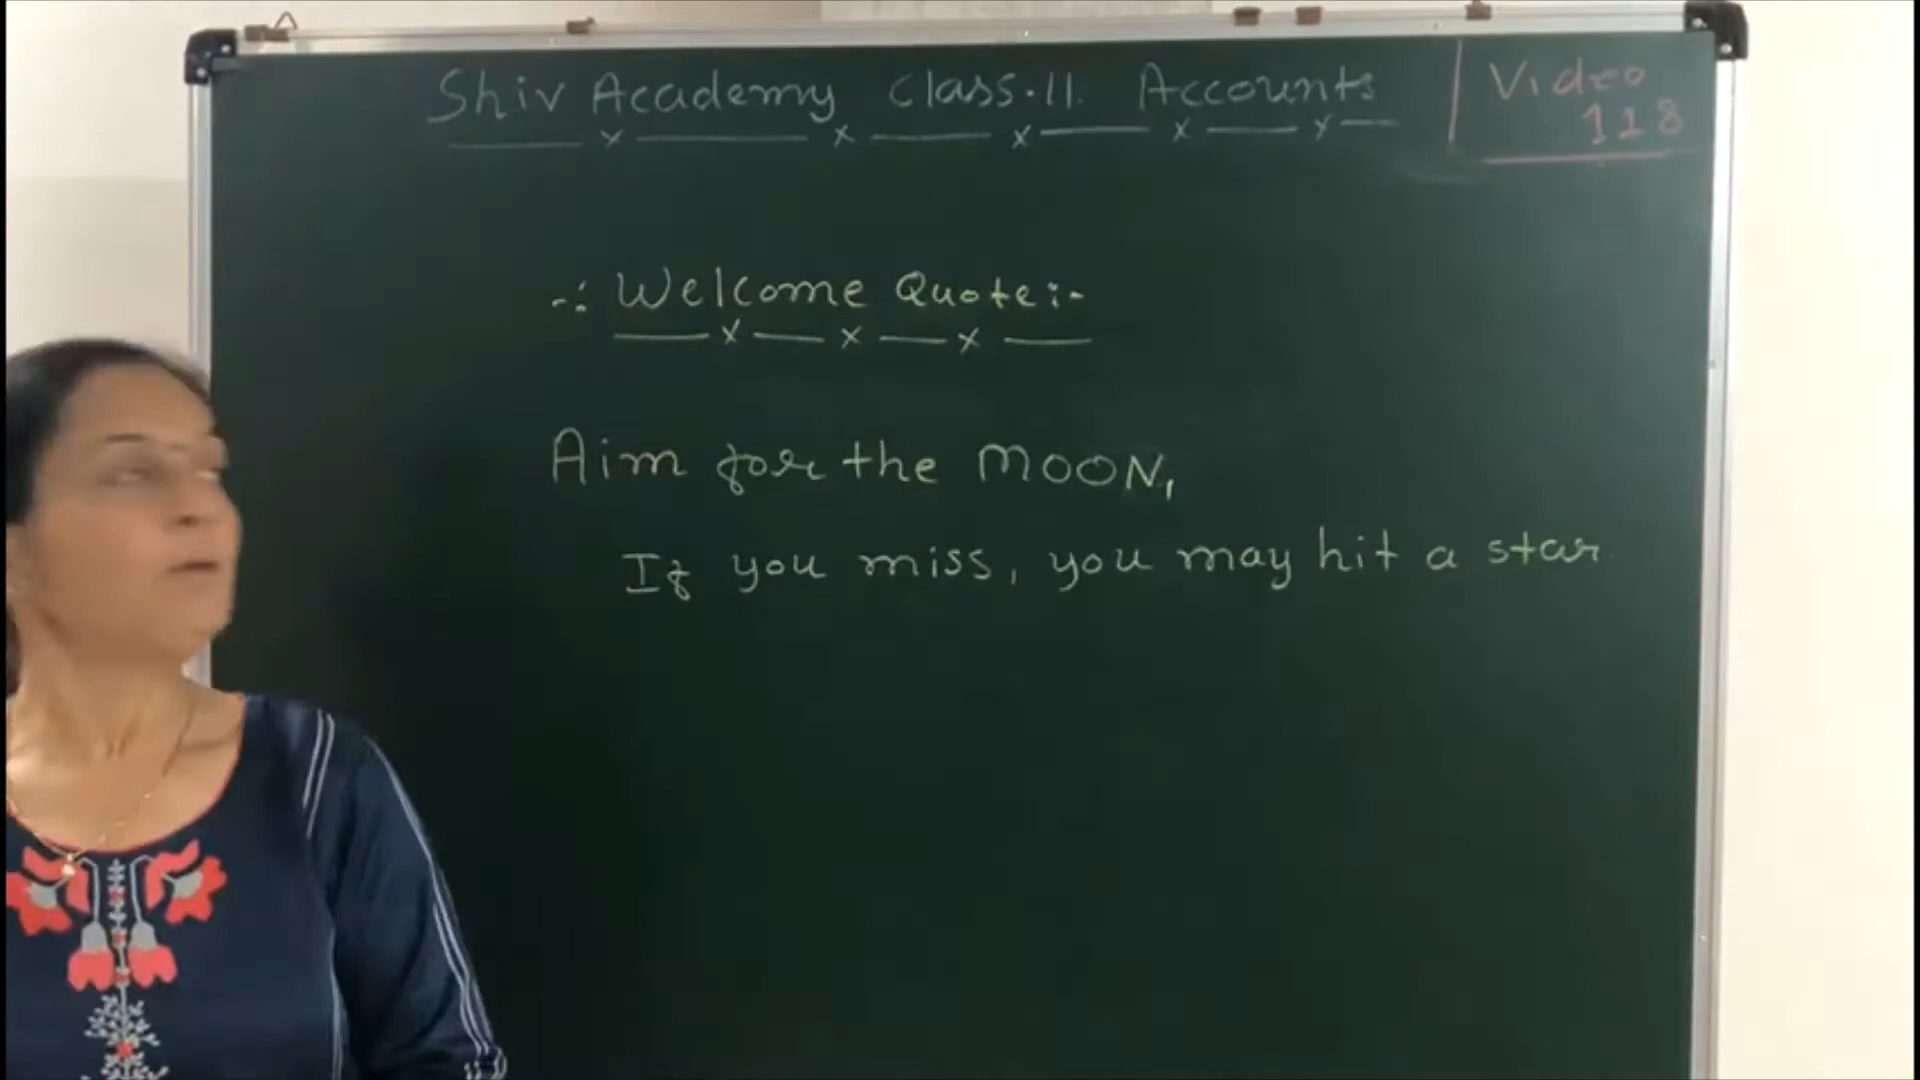 Shiv Academy Class.11. Accounts
Video
118
-: Welcome Quote:-
Aim for the MOON,
If you miss, you may hit a star